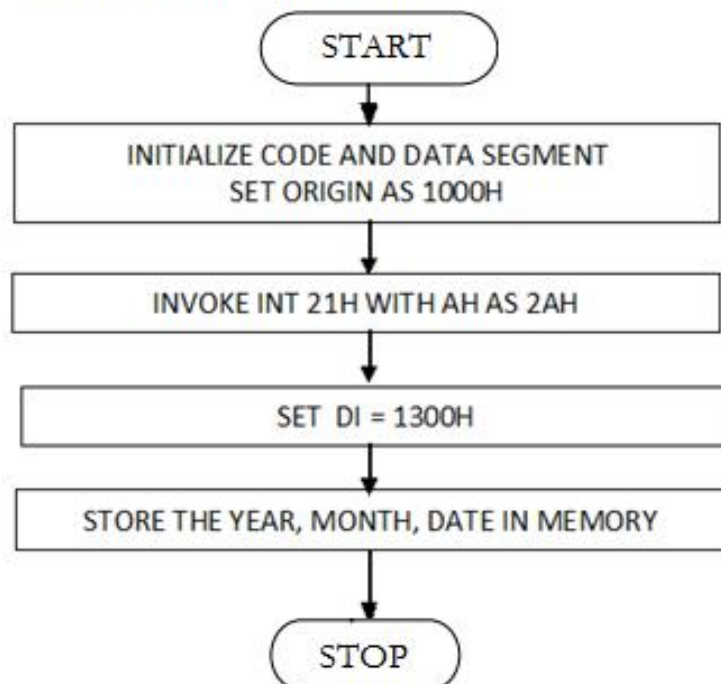 START
INITIALIZE CODE AND DATA SEGMENT
SET ORIGIN AS 1000H
INVOKE INT 21H WITH AH AS 2AH
SET DI = 1300H
STORE THE YEAR, MONTH, DATE IN MEMORY
STOP